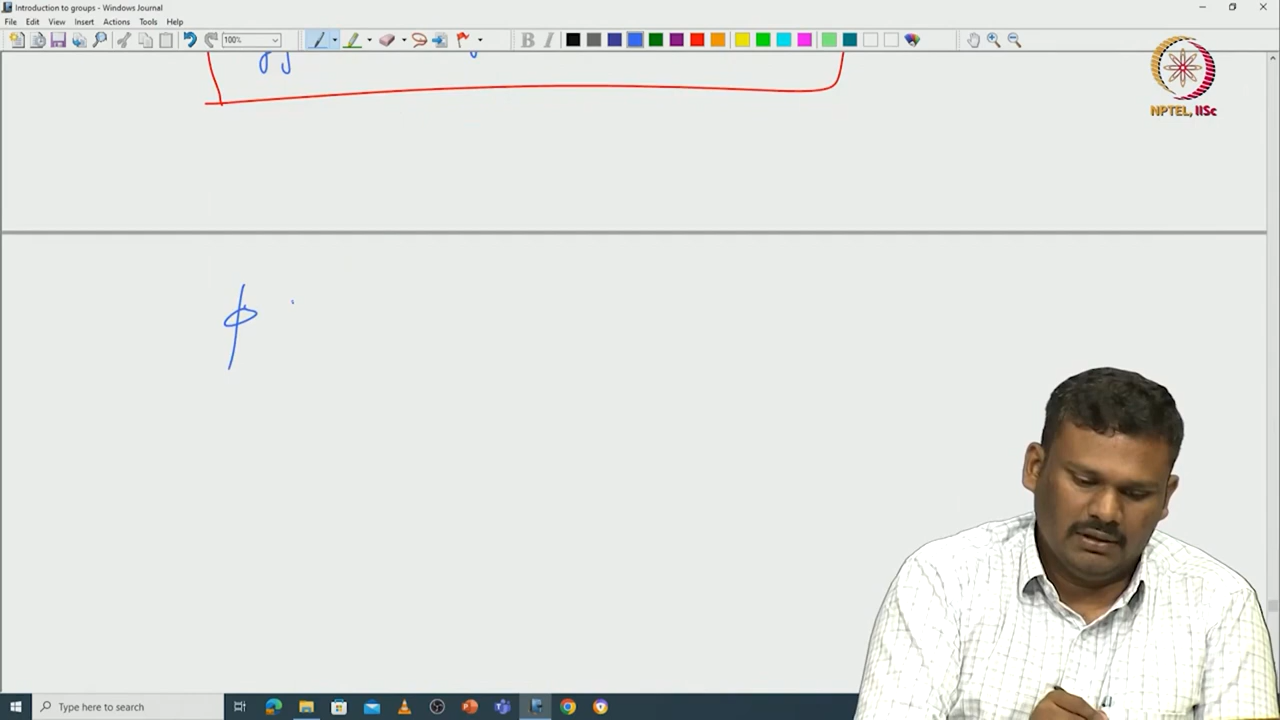 Introduction to groups - Windows Journal
File Edit View Insert Actions Tools Help
100%
B I
NPTEL, IISc
ϕ
Type here to search